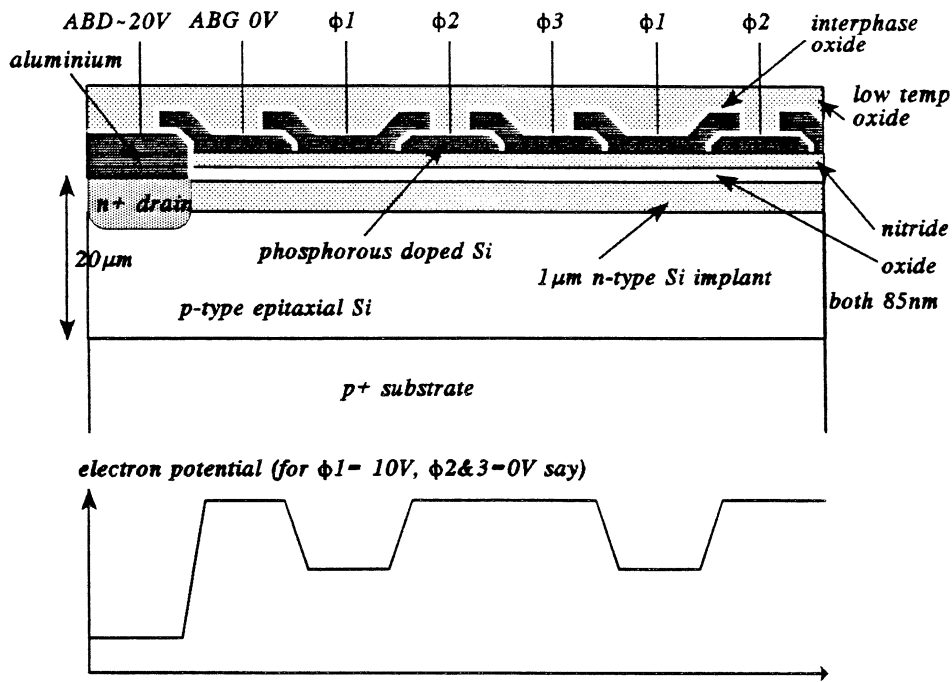 ABD~20V ABG 0V ϕ1 ϕ2 ϕ3 ϕ1 ϕ2
interphase
oxide
aluminium
low temp
oxide
n+ drain
nitride
phosphorous doped Si
oxide
20μm
1μm n-type Si implant
both 85nm
p-type epitaxial Si
p+ substrate
electron potential (for ϕ1= 10V, ϕ2&3=0V say)